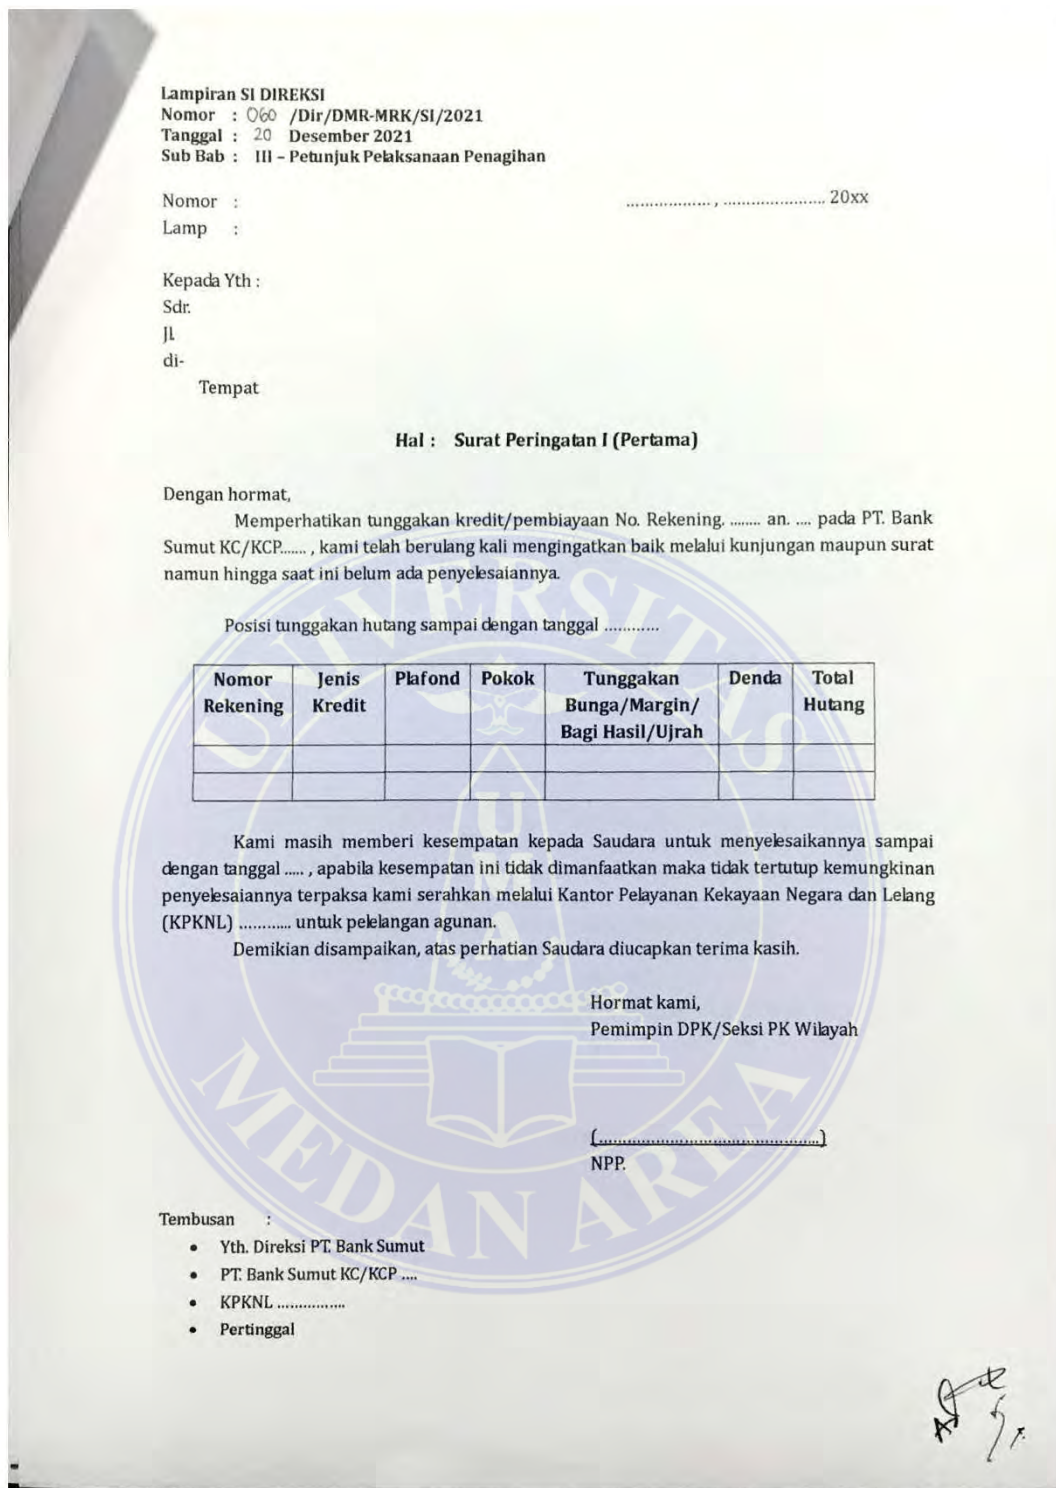 Lampiran SI DIREKSI
Nomor : 060 /Dir/DMR-MRK/SI/2021
Tanggal : 20 Desember 2021
Sub Bab : III – Petunjuk Pelaksanaan Penagihan
Nomor :
.................. , ...................... 20xx
Lamp :
Kepada Yth :
Sdr.
Jl.
di-
Tempat
Hal : Surat Peringatan I (Pertama)
Dengan hormat,
Memperhatikan tunggakan kredit/pembiayaan No. Rekening. ........ an. .... pada PT. Bank
Sumut KC/KCP....... , kami telah berulang kali mengingatkan baik melalui kunjungan maupun surat
namun hingga saat ini belum ada penyelesaiannya.
Posisi tunggakan hutang sampai dengan tanggal ............
Nomor Jenis Plafond Pokok Tunggakan Denda Total
Rekening Kredit Bunga/Margin/ Hutang
Bagi Hasil/Ujrah
Kami masih memberi kesempatan kepada Saudara untuk menyelesaikannya sampai
dengan tanggal ..... , apabila kesempatan ini tidak dimanfaatkan maka tidak tertutup kemungkinan
penyelesaiannya terpaksa kami serahkan melalui Kantor Pelayanan Kekayaan Negara dan Lelang
(KPKNL) ............ untuk pelelangan agunan.
Demikian disampaikan, atas perhatian Saudara diucapkan terima kasih.
Hormat kami,
Pemimpin DPK/Seksi PK Wilayah
(.............................................)
NPP.
Tembusan :
• Yth. Direksi PT. Bank Sumut
• PT. Bank Sumut KC/KCP ....
• KPKNL ................
• Pertinggal
UNIVERSITAS
UMA
MEDAN AREA